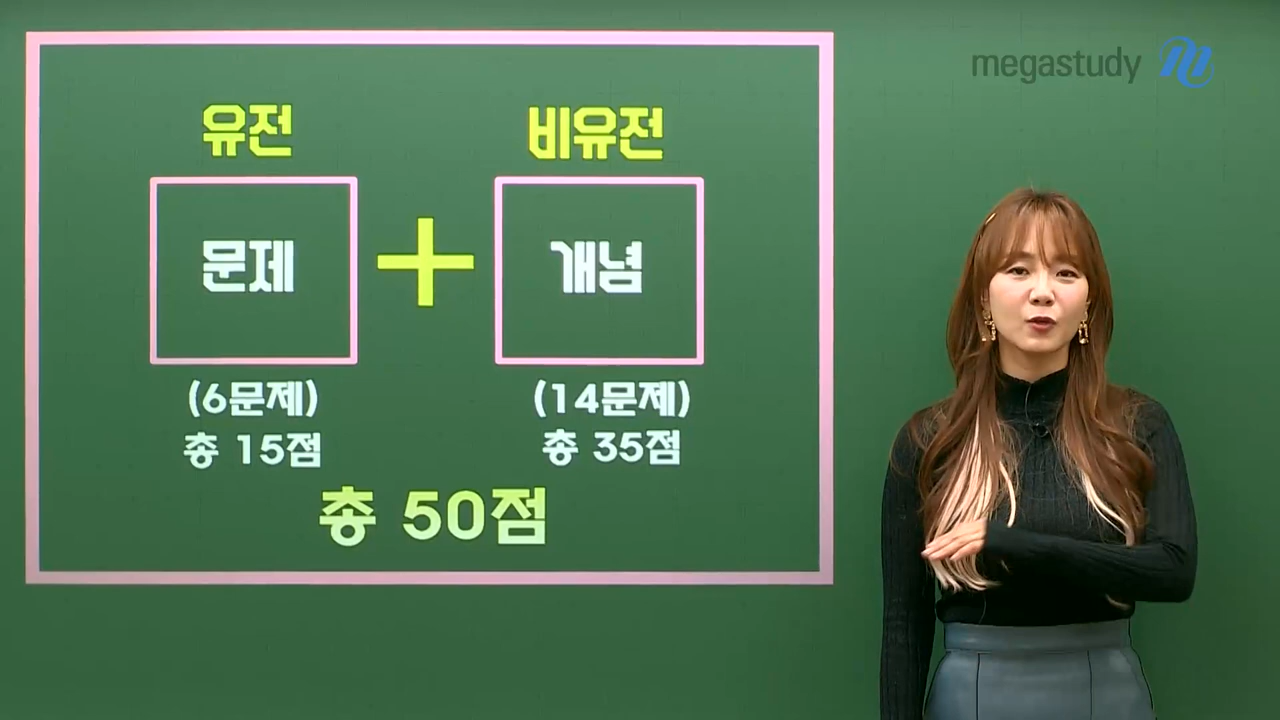 megastudy
유전
비유전
문제
+
개념
(6문제)
(14문제)
총 15점
총 35점
총 50점